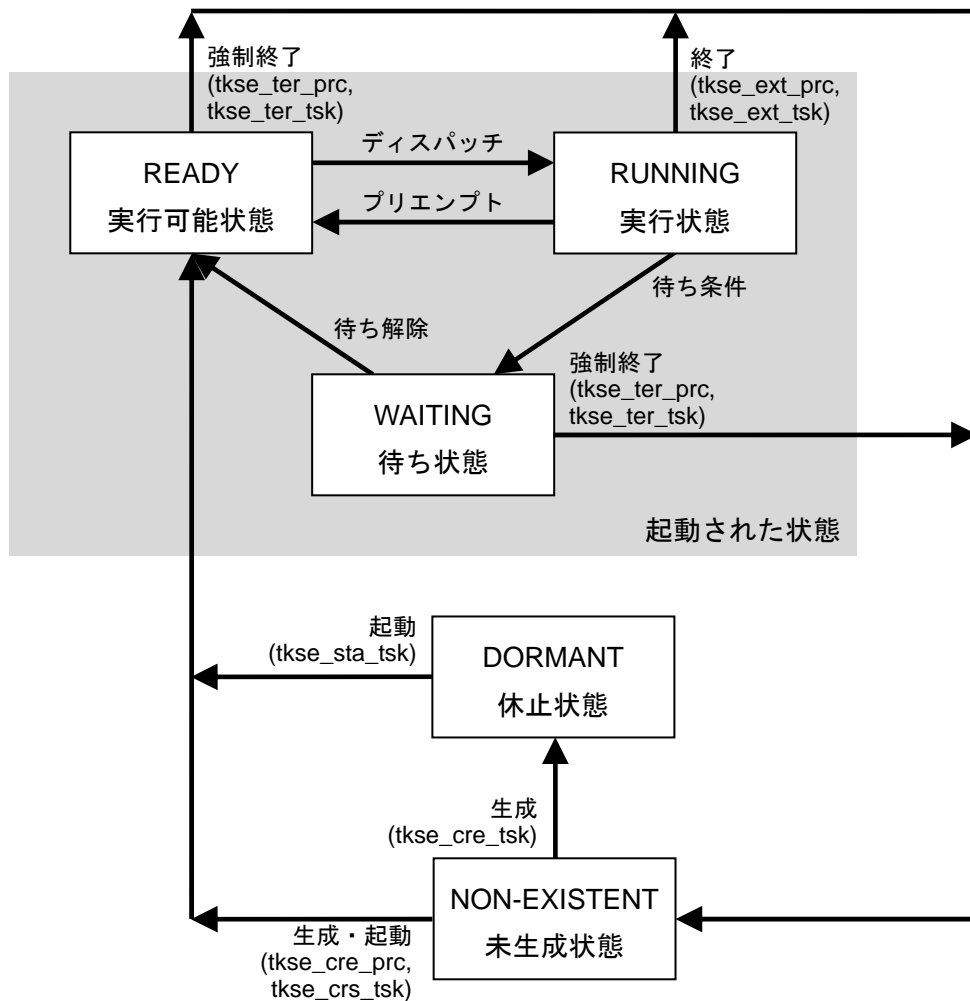 強制終了
(tkse_ter_prc,
tkse_ter_tsk)
終了
(tkse_ext_prc,
tkse_ext_tsk)
READY
実行可能状態
ディスパッチ
プリエンプト
RUNNING
実行状態
待ち条件
待ち解除
WAITING
待ち状態
強制終了
(tkse_ter_prc,
tkse_ter_tsk)
起動された状態
起動
(tkse_sta_tsk)
DORMANT
休止状態
生成
(tkse_cre_tsk)
NON-EXISTENT
未生成状態
生成・起動
(tkse_cre_prc,
tkse_crs_tsk)